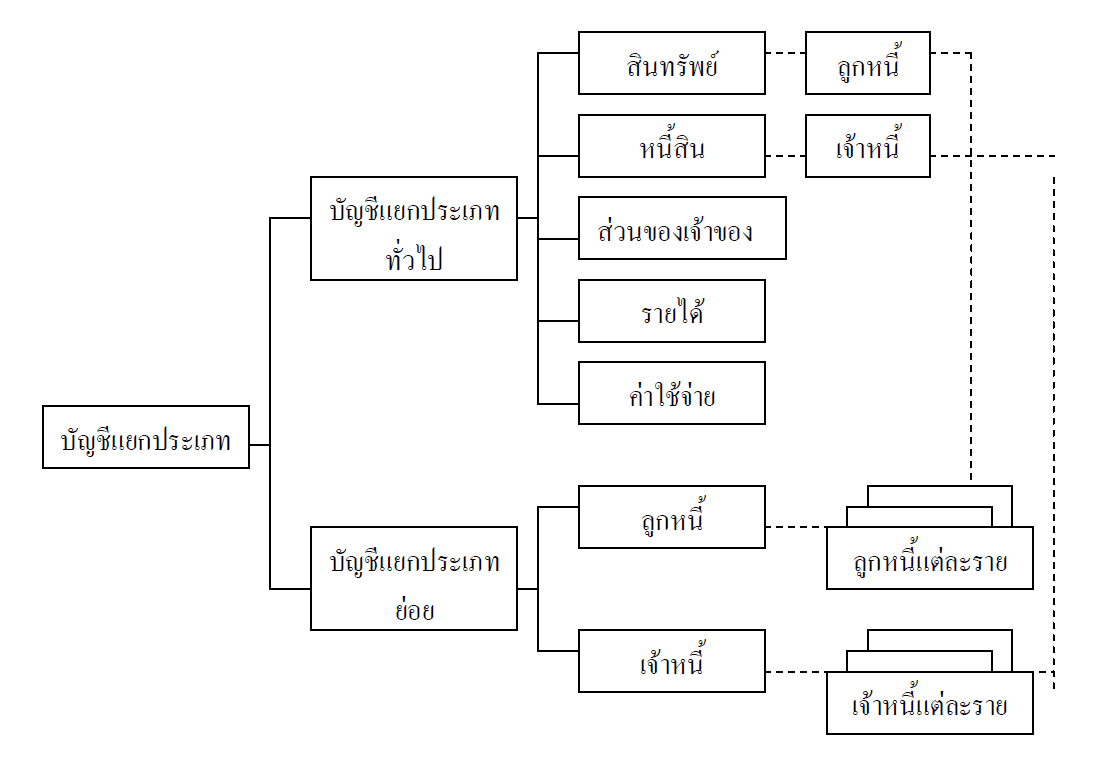 สินทรัพย์
ลูกหนี้
หนี้สิน
เจ้าหนี้
บัญชีแยกประเภท
ทั่วไป
ส่วนของเจ้าของ
รายได้
ค่าใช้จ่าย
บัญชีแยกประเภท
ลูกหนี้
บัญชีแยกประเภท
ย่อย
ลูกหนี้แต่ละราย
เจ้าหนี้
เจ้าหนี้แต่ละราย